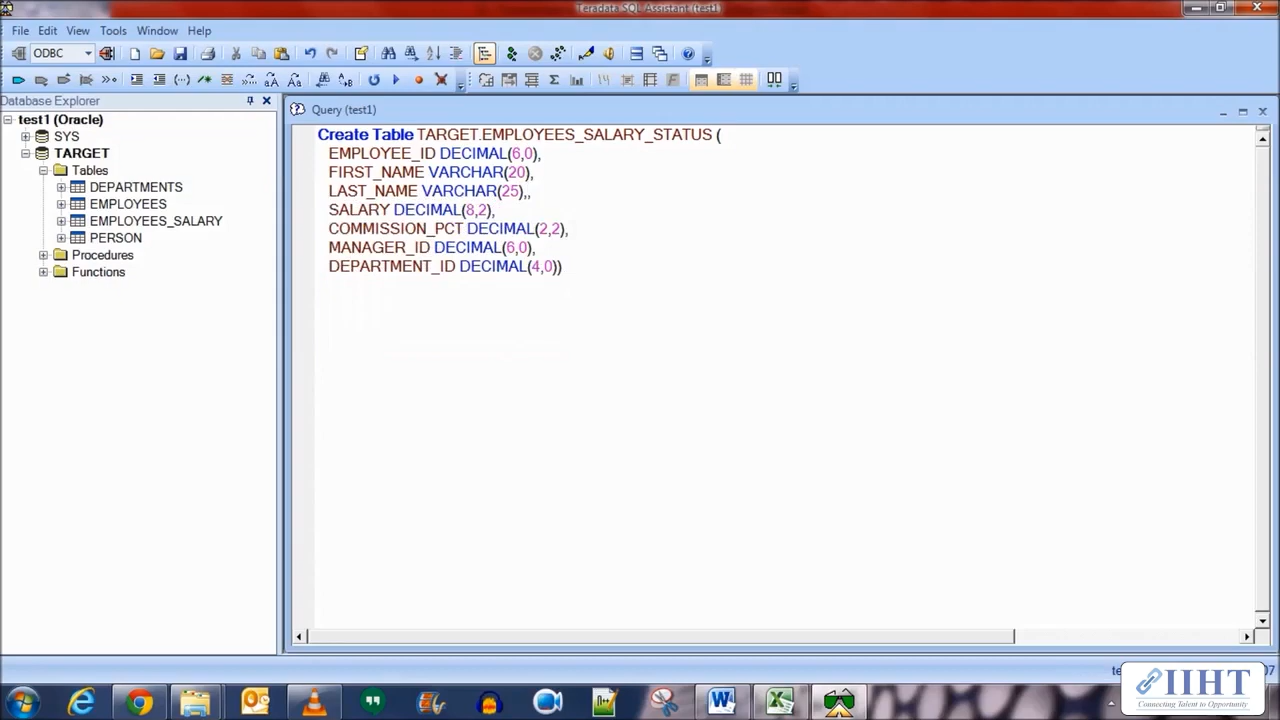 Teradata SQL Assistant (test1)
File Edit View Tools Window Help
ODBC
Database Explorer
Query (test1)
test1 (Oracle)
SYS
TARGET
Tables
DEPARTMENTS
EMPLOYEES
EMPLOYEES_SALARY
PERSON
Procedures
Functions
Create Table TARGET.EMPLOYEES_SALARY_STATUS (
EMPLOYEE_ID DECIMAL(6,0),
FIRST_NAME VARCHAR(20),
LAST_NAME VARCHAR(25),,
SALARY DECIMAL(8,2),
COMMISSION_PCT DECIMAL(2,2),
MANAGER_ID DECIMAL(6,0),
DEPARTMENT_ID DECIMAL(4,0))
IIHT
Connecting Talent to Opportunity